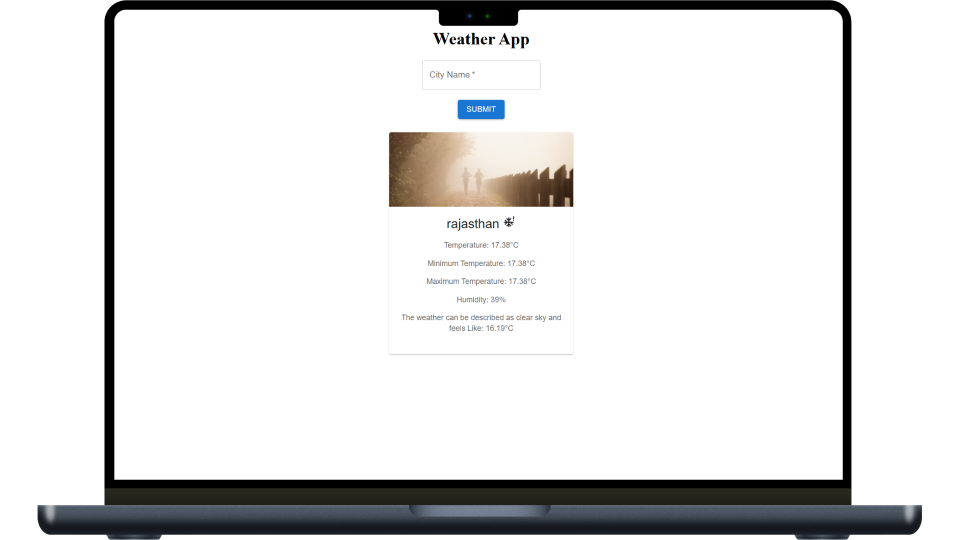 Weather App
City Name *
SUBMIT
rajasthan
Temperature: 17.38°C
Minimum Temperature: 17.38°C
Maximum Temperature: 17.38°C
Humidity: 39%
The weather can be described as clear sky and
feels Like: 16.19°C